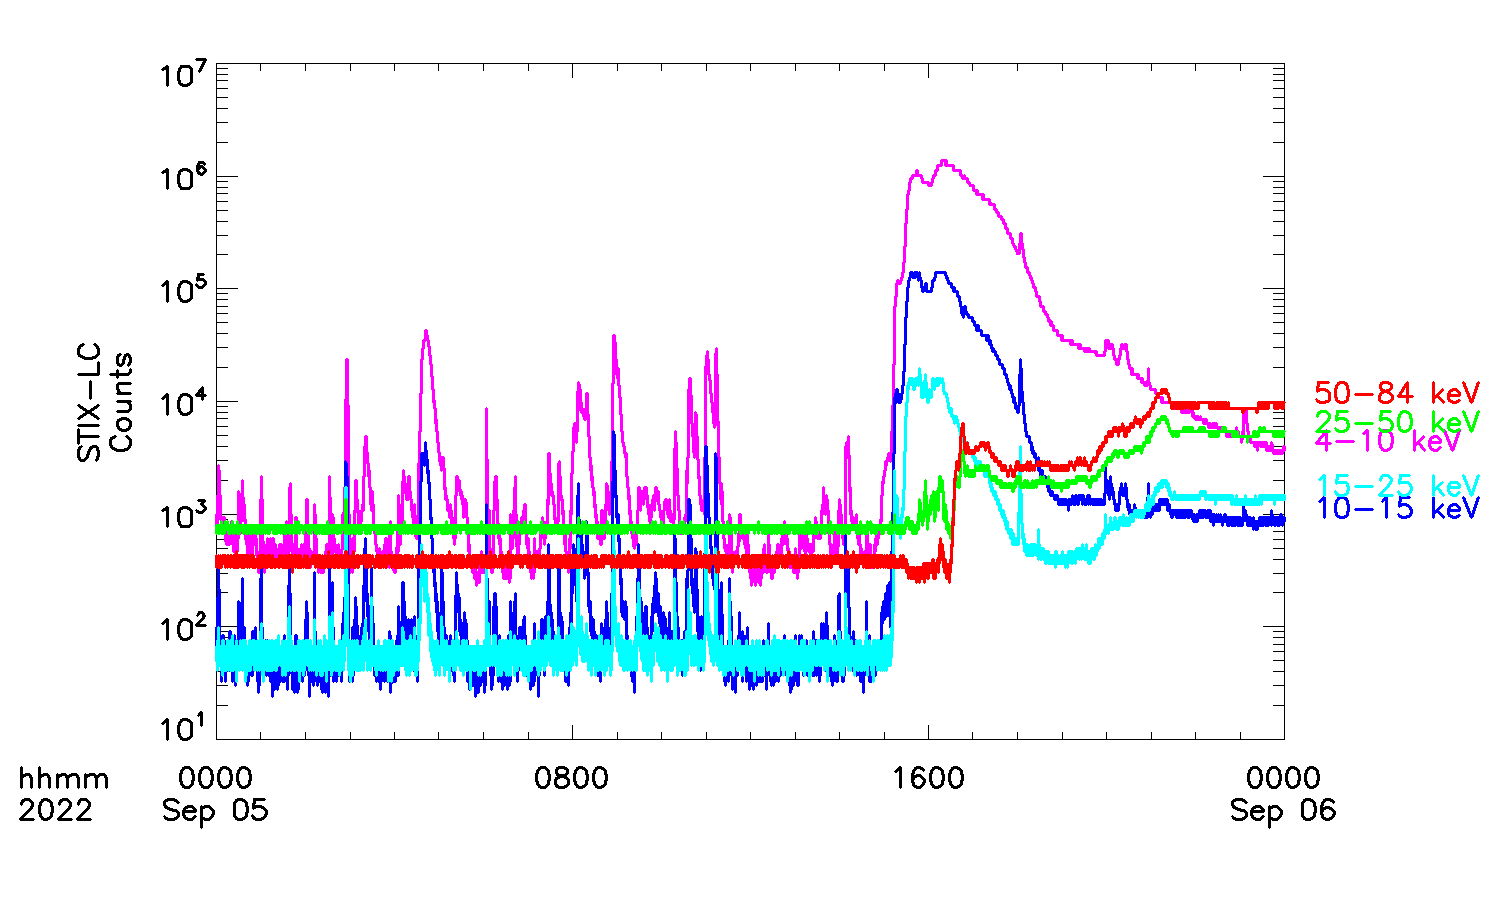 10⁷
10⁶
10⁵
10⁴
10³
10²
10¹
STIX-LC
Counts
50-84 keV
25-50 keV
4-10 keV
15-25 keV
10-15 keV
hhmm 0000 0800 1600 0000
2022 Sep 05 Sep 06